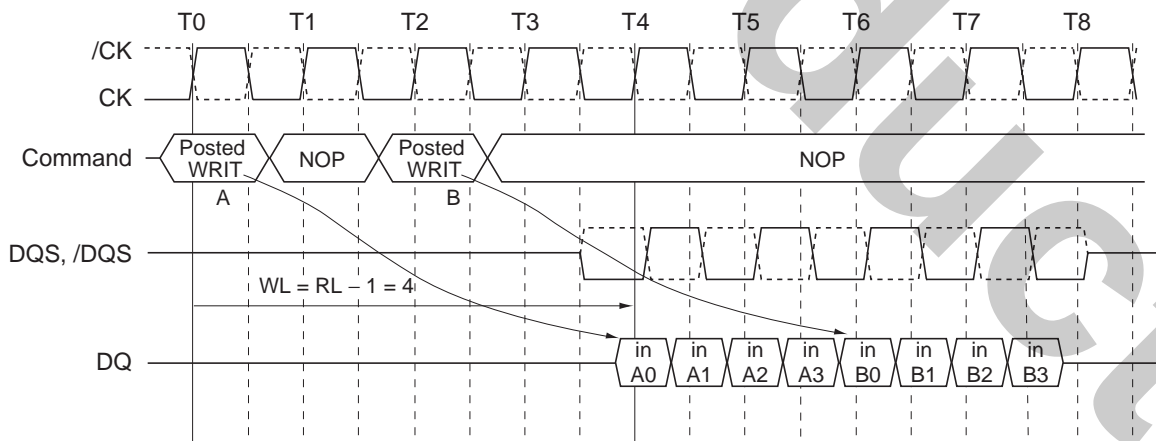 T0 T1 T2 T3 T4 T5 T6 T7 T8
/CK
CK
Command
Posted
WRIT
A
NOP
Posted
WRIT
B
NOP
DQS, /DQS
WL = RL − 1 = 4
DQ
in
A0
in
A1
in
A2
in
A3
in
B0
in
B1
in
B2
in
B3